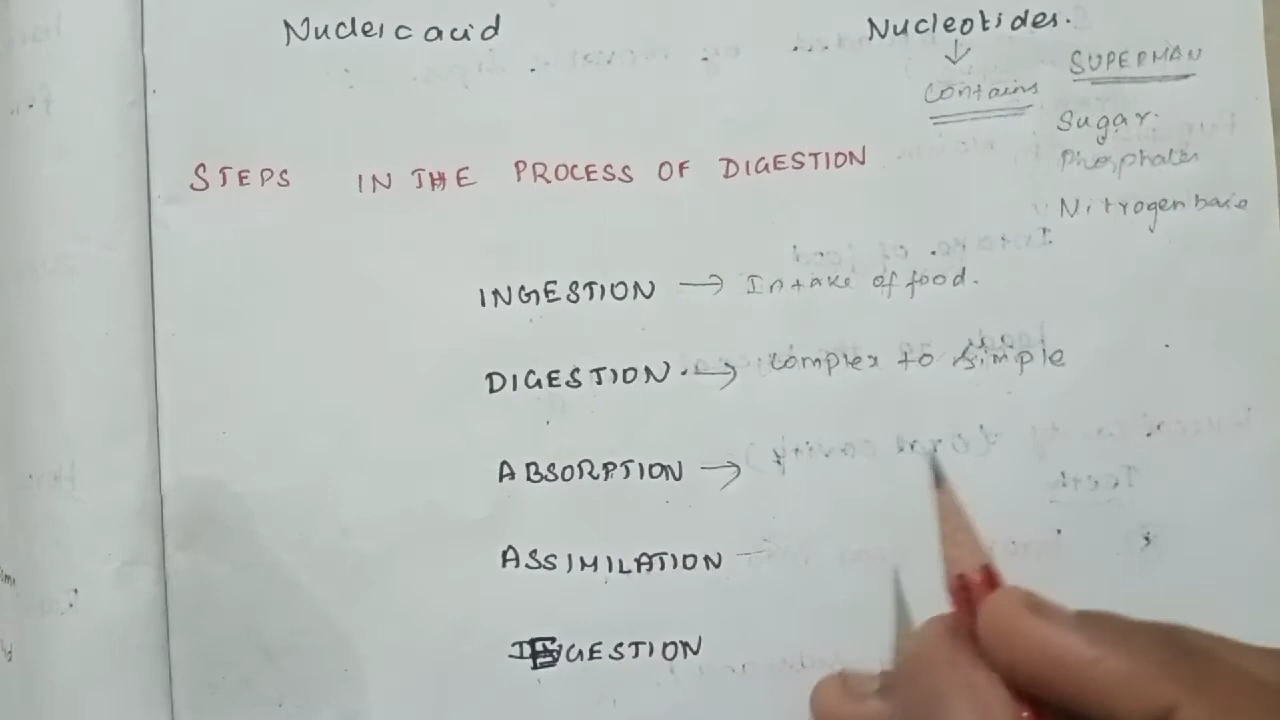 Nucleic acid Nucleotides.
↓
Contains SUPERMAN
Sugar.
Phosphates
Nitrogen base
STEPS IN THE PROCESS OF DIGESTION
INGESTION → Intake of food.
DIGESTION. → Complex to simple
ABSORPTION →
ASSIMILATION –
EGESTION